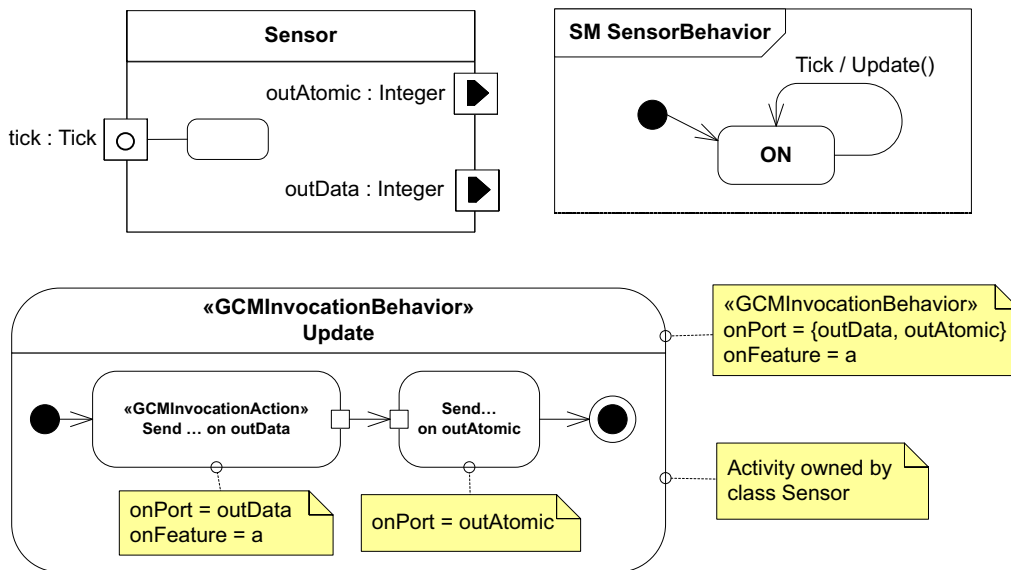 Sensor
outAtomic : Integer
tick : Tick
outData : Integer
SM SensorBehavior
Tick / Update()
ON
«GCMInvocationBehavior»
Update
«GCMInvocationAction»
Send ... on outData
Send...
on outAtomic
onPort = outData
onFeature = a
onPort = outAtomic
«GCMInvocationBehavior»
onPort = {outData, outAtomic}
onFeature = a
Activity owned by
class Sensor